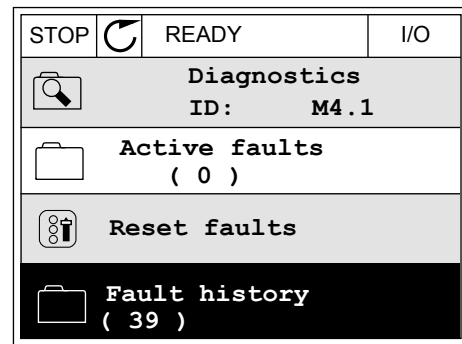 STOP READY I/O
Diagnostics
ID: M4.1
Active faults
( 0 )
Reset faults
Fault history
( 39 )